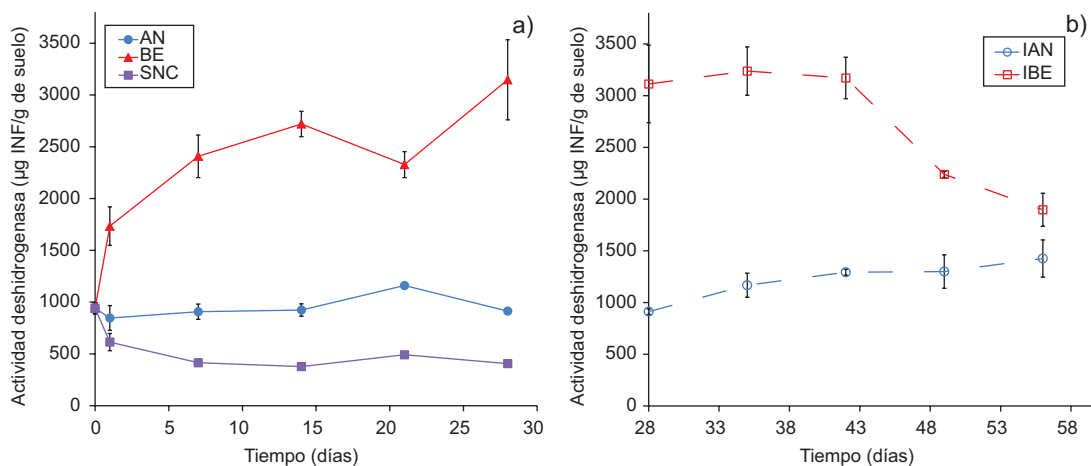 a)
AN
BE
SNC
Actividad deshidrogenasa (µg INF/g de suelo)
3500
3000
2500
2000
1500
1000
500
0
0 5 10 15 20 25 30
Tiempo (días)
b)
IAN
IBE
Actividad deshidrogenasa (µg INF/g de suelo)
3500
3000
2500
2000
1500
1000
500
0
28 33 38 43 48 53 58
Tiempo (días)